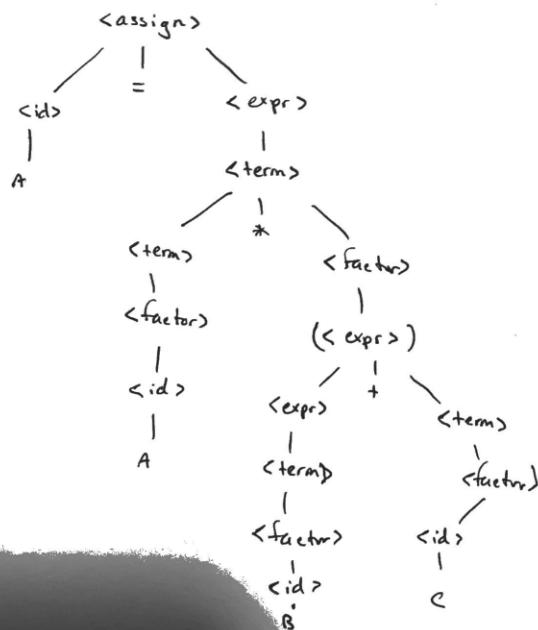 <assign>
<id> = <expr>
A <term>
<term> * <factor>
<factor> (<expr>)
<id> <expr> + <term>
A <term> <factor>
<factor> <id>
<id> C
B